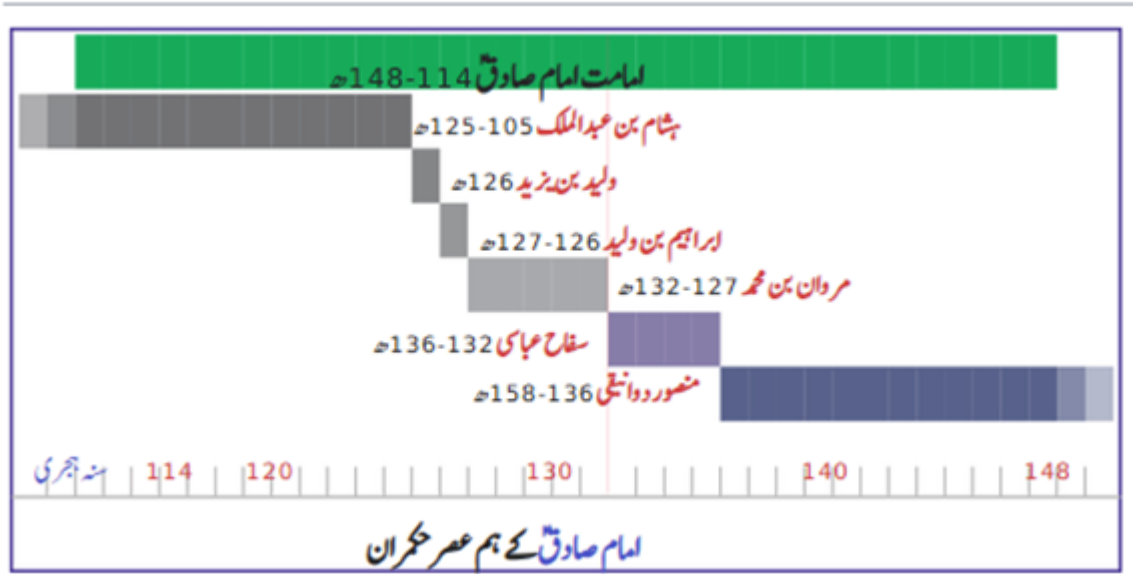 امامت امام صادقؑ 114-148ھ
ہشام بن عبدالملک 105-125ھ
ولید بن یزید 126ھ
ابراہیم بن ولید 126-127ھ
مروان بن محمد 127-132ھ
سفاح عباسی 132-136ھ
منصور دوانیقی 136-158ھ
سنہ ہجری 114 120 130 140 148
امام صادقؑ کے ہم عصر حکمران